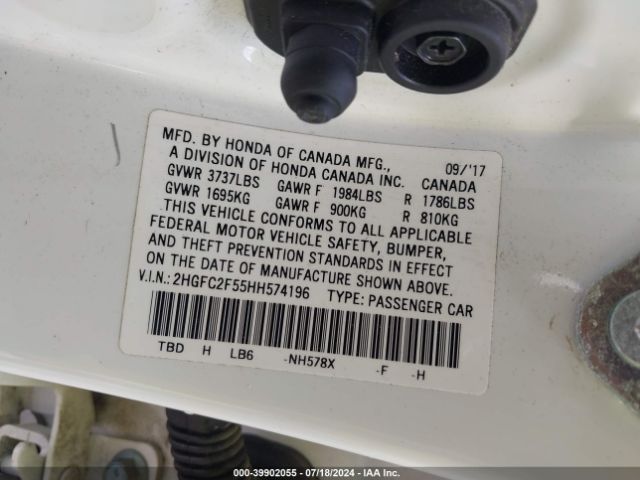 MFD. BY HONDA OF CANADA MFG., 09/'17
A DIVISION OF HONDA CANADA INC. CANADA
GVWR 3737LBS GAWR F 1984LBS R 1786LBS
GVWR 1695KG GAWR F 900KG R 810KG
THIS VEHICLE CONFORMS TO ALL APPLICABLE
FEDERAL MOTOR VEHICLE SAFETY, BUMPER,
AND THEFT PREVENTION STANDARDS IN EFFECT
ON THE DATE OF MANUFACTURE SHOWN ABOVE.
V.I.N.: 2HGFC2F55HH574196 TYPE: PASSENGER CAR
TBD H LB6 -NH578X -F -H
000-39902055 - 07/18/2024 - IAA Inc.